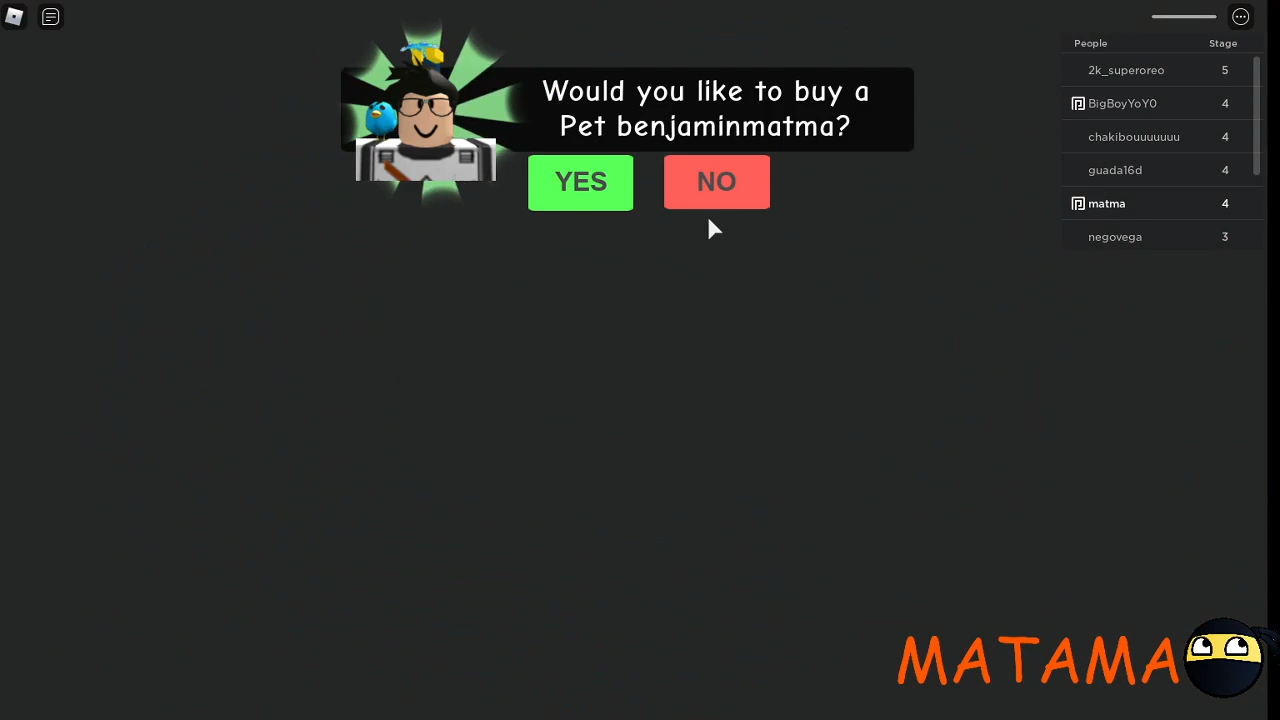 Would you like to buy a
Pet benjaminmatma?
YES
NO
People Stage
2k_superoreo 5
BigBoyYoY0 4
chakibouuuuuuu 4
guada16d 4
matma 4
negovega 3
MATAMA